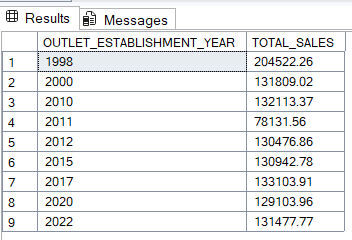 Results Messages
OUTLET_ESTABLISHMENT_YEAR TOTAL_SALES
1 1998 204522.26
2 2000 131809.02
3 2010 132113.37
4 2011 78131.56
5 2012 130476.86
6 2015 130942.78
7 2017 133103.91
8 2020 129103.96
9 2022 131477.77